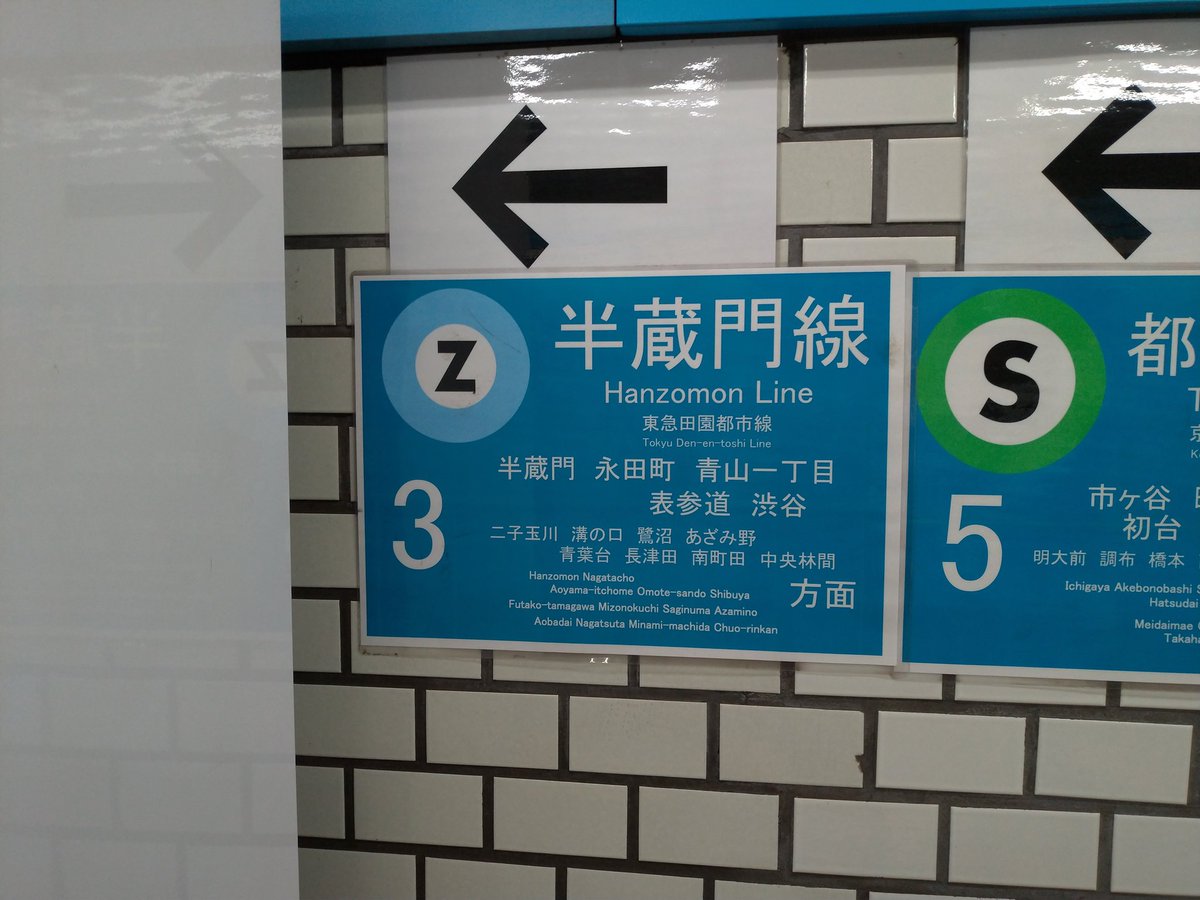 Z
半蔵門線
Hanzomon Line
東急田園都市線
Tokyu Den-en-toshi Line
3
半蔵門 永田町 青山一丁目
表参道 渋谷
二子玉川 溝の口 鷺沼 あざみ野
青葉台 長津田 南町田 中央林間
Hanzomon Nagatacho
Aoyama-itchome Omote-sando Shibuya
Futako-tamagawa Mizonokuchi Saginuma Azamino
Aobadai Nagatsuta Minami-machida Chuo-rinkan
方面
S
都
5
市ヶ谷
初台
明大前 調布 橋本
Ichigaya Akebonobashi
Hatsudai
Meidaimae